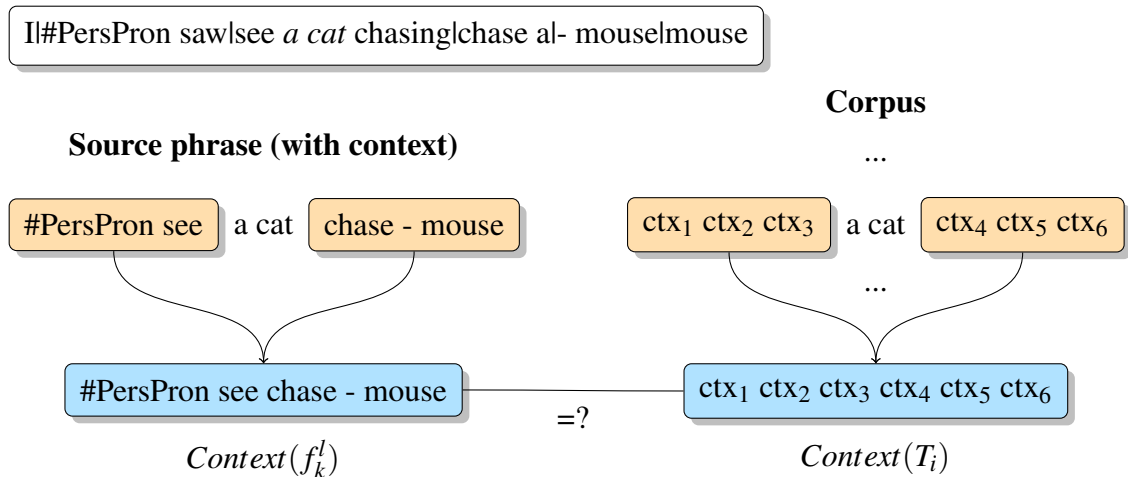 I|#PersPron saw|see a cat chasing|chase a|- mouse|mouse
Corpus
Source phrase (with context)
...
#PersPron see a cat chase - mouse
ctx₁ ctx₂ ctx₃ a cat ctx₄ ctx₅ ctx₆
...
#PersPron see chase - mouse
ctx₁ ctx₂ ctx₃ ctx₄ ctx₅ ctx₆
=?
Context(f_k^l)
Context(T_i)